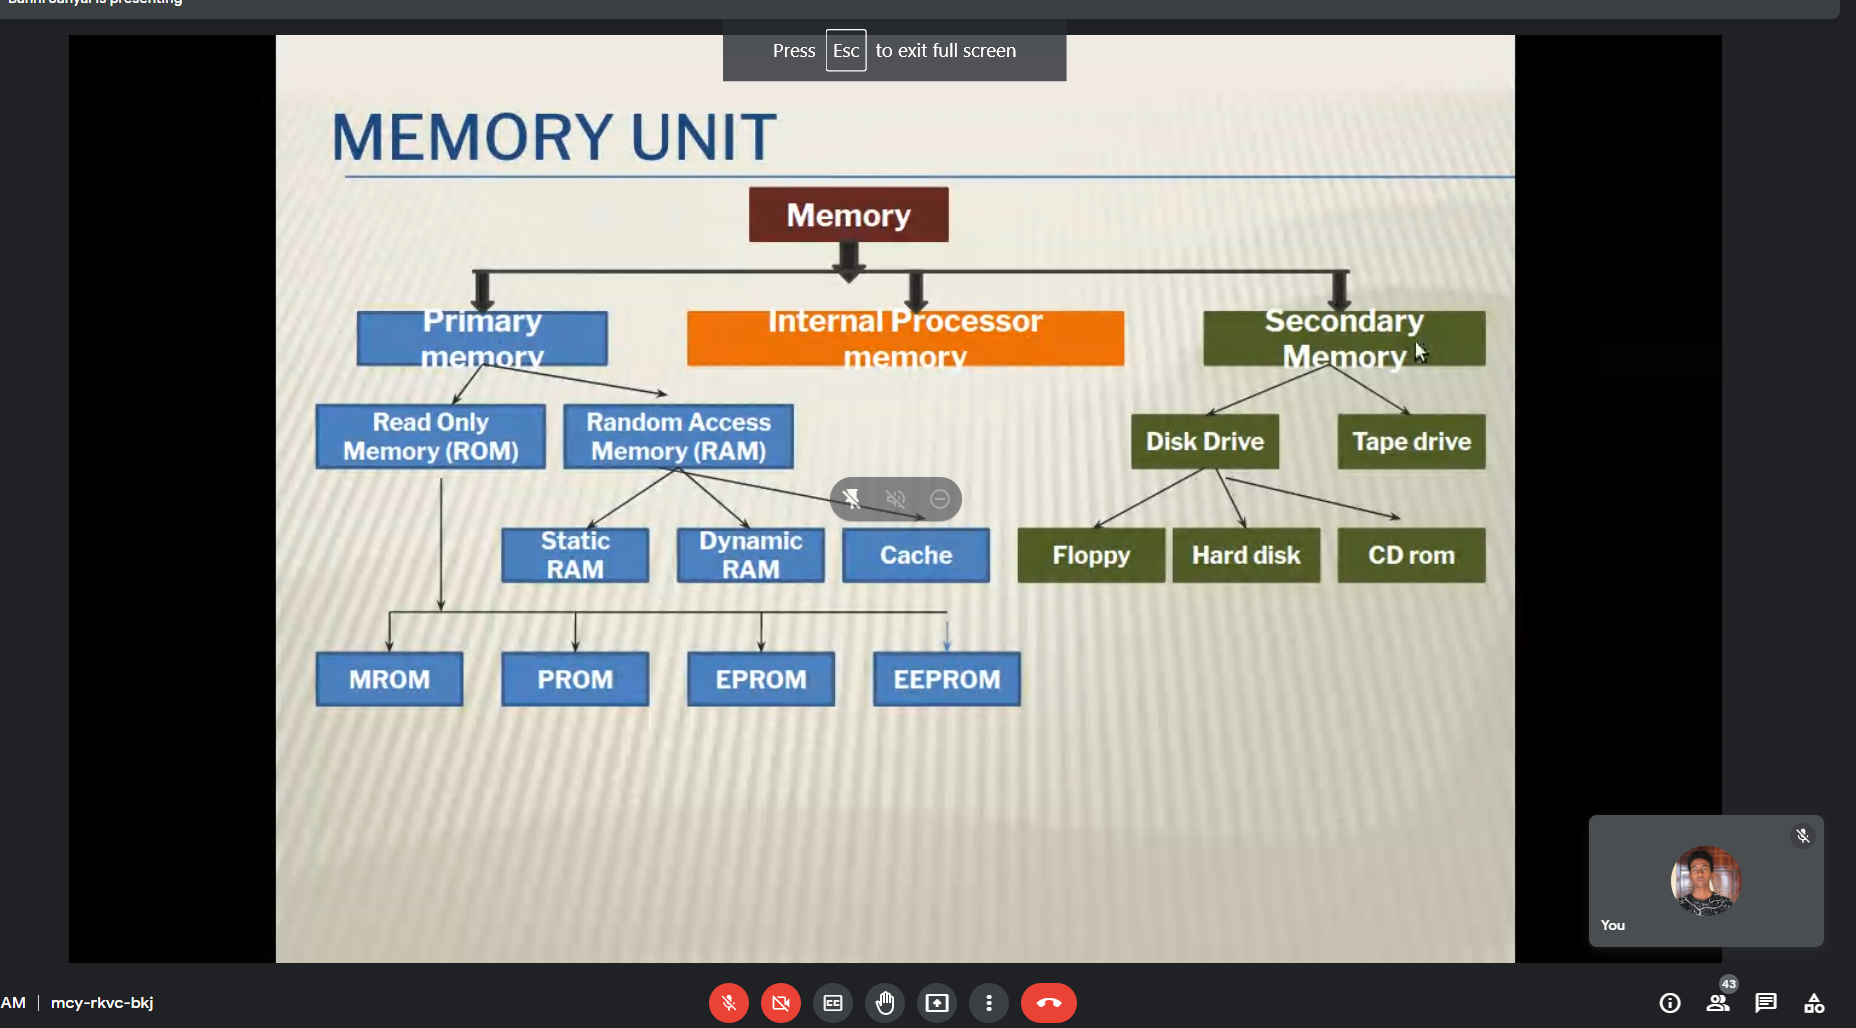 is presenting
Press Esc to exit full screen
MEMORY UNIT
Memory
Primary
memory
Internal Processor
memory
Secondary
Memory
Read Only
Memory (ROM)
Random Access
Memory (RAM)
Disk Drive
Tape drive
Static
RAM
Dynamic
RAM
Cache
Floppy
Hard disk
CD rom
MROM
PROM
EPROM
EEPROM
You
AM | mcy-rkvc-bkj
CC
43